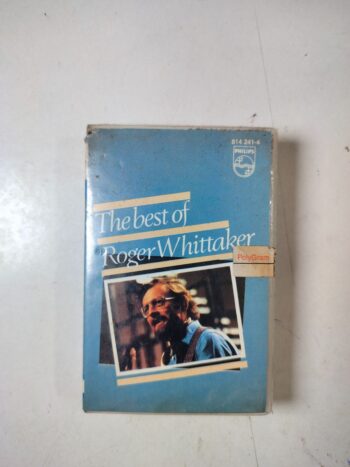 814 241-4
PHILIPS
The best of
Roger Whittaker
PolyGram